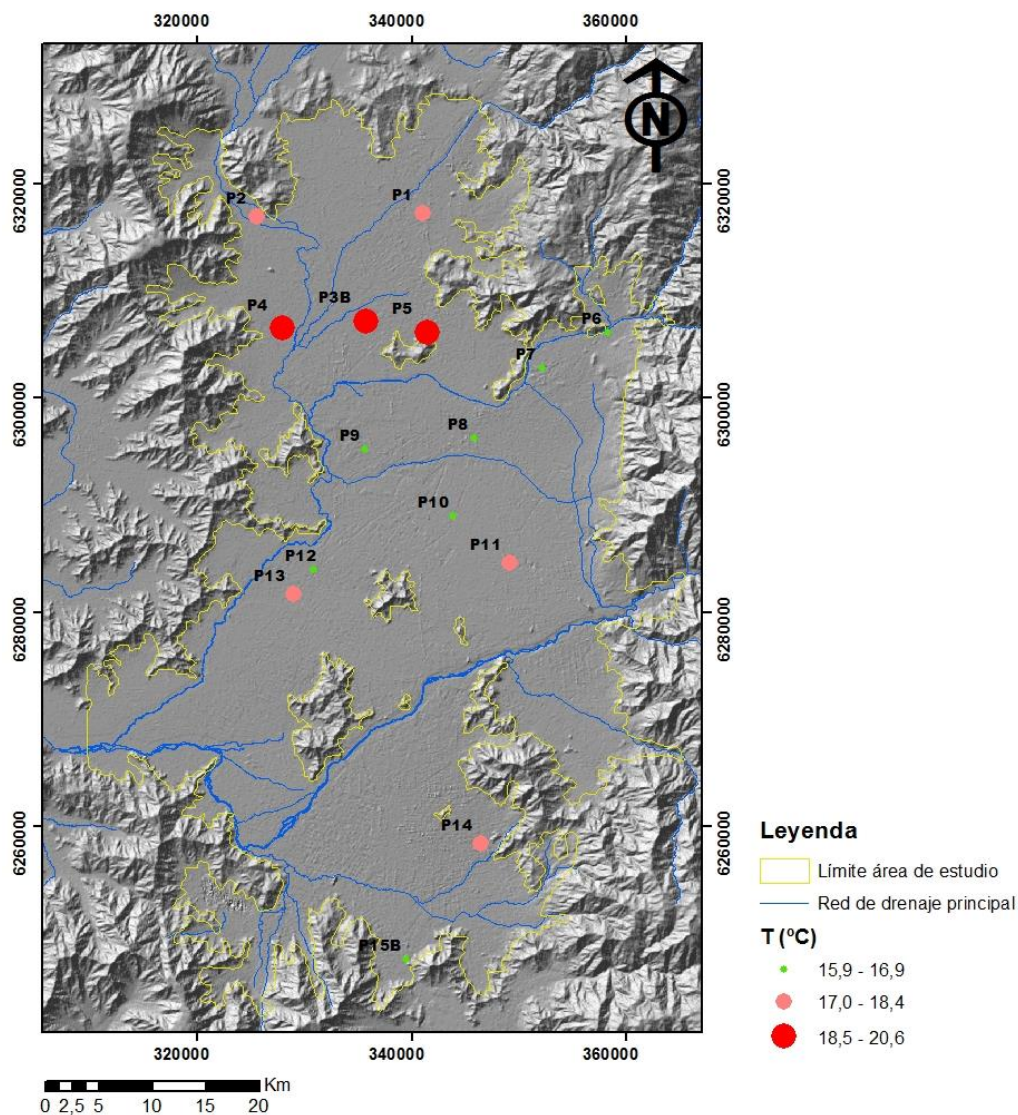 320000 340000 360000
N
6320000 6320000
P1
P2
P3B
P4 P5
P6
P7
6300000 6300000
P8
P9
P10
P11
P12
P13
6280000 6280000
P14
6260000 6260000
P15B
320000 340000 360000
Km
0 2,5 5 10 15 20
Leyenda
Límite área de estudio
Red de drenaje principal
T (ºC)
15,9 - 16,9
17,0 - 18,4
18,5 - 20,6